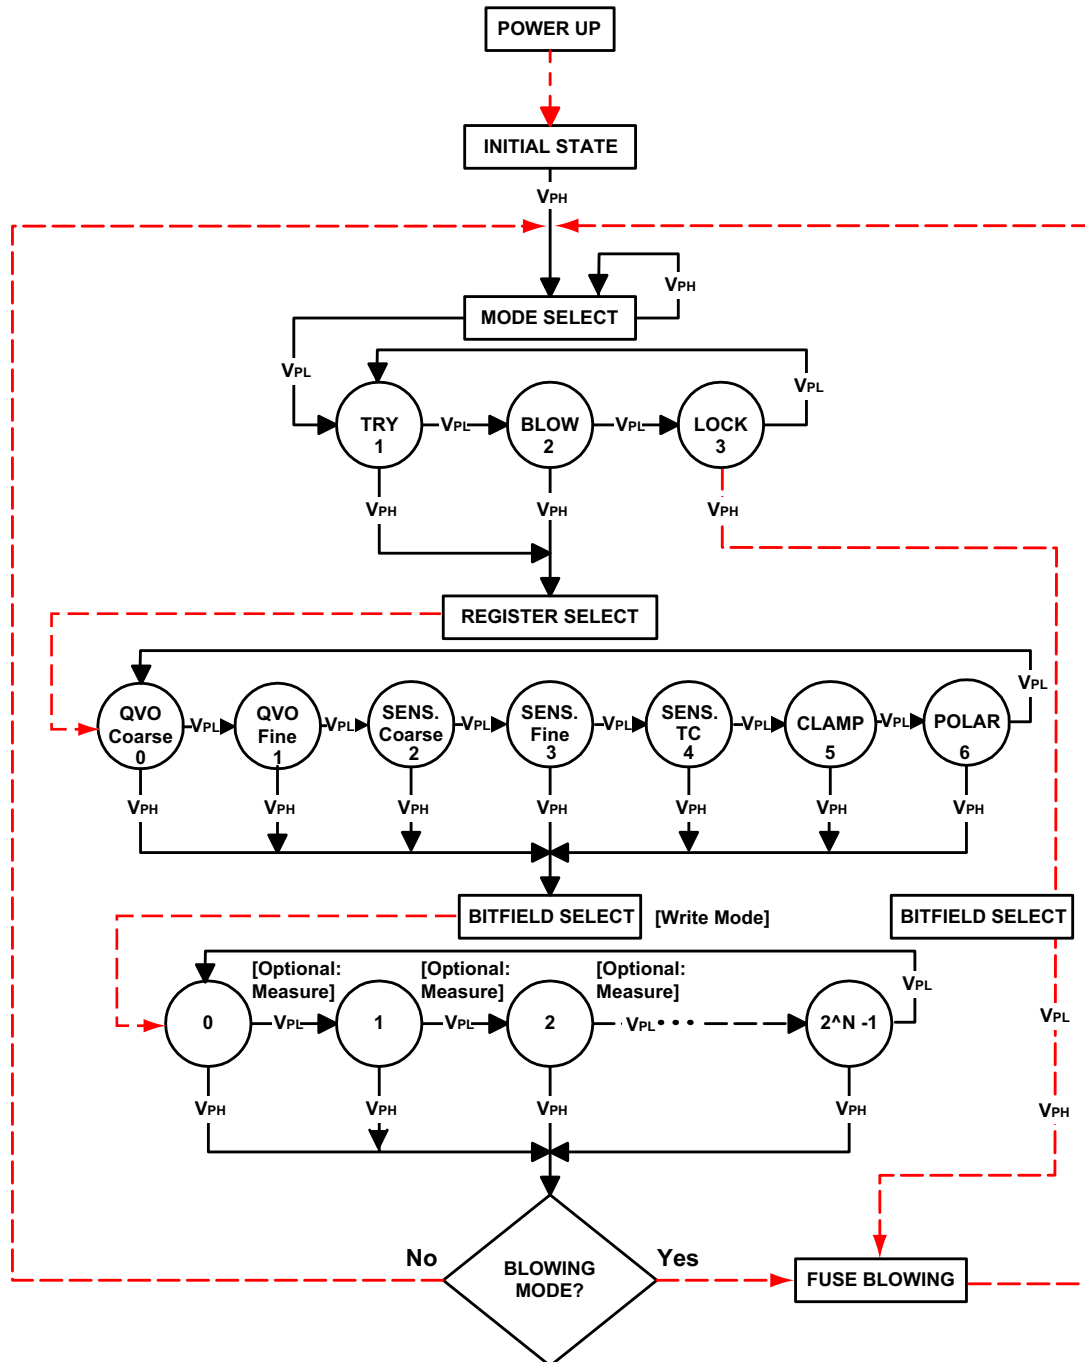 POWER UP
INITIAL STATE
VPH
VPH
MODE SELECT
VPL
VPL
TRY
1
VPL
BLOW
2
VPL
LOCK
3
VPH
VPH
VPH
REGISTER SELECT
VPL
QVO
Coarse
0
VPL
QVO
Fine
1
VPL
SENS.
Coarse
2
VPL
SENS.
Fine
3
VPL
SENS.
TC
4
VPL
CLAMP
5
VPL
POLAR
6
VPH
VPH
VPH
VPH
VPH
VPH
VPH
BITFIELD SELECT
[Write Mode]
BITFIELD SELECT
[Optional:
Measure]
[Optional:
Measure]
[Optional:
Measure]
VPL
0
VPL
1
VPL
2
VPL • • •
2^N -1
VPL
VPH
VPH
VPH
VPH
VPH
No
BLOWING
MODE?
Yes
FUSE BLOWING